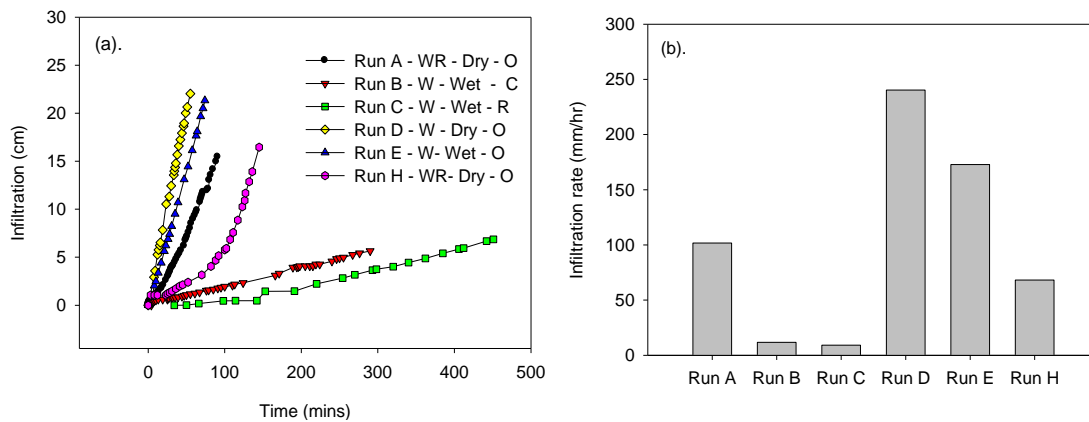 (a).
30
25
20
15
10
5
0
Infiltration (cm)
Run A - WR - Dry - O
Run B - W - Wet - C
Run C - W - Wet - R
Run D - W - Dry - O
Run E - W- Wet - O
Run H - WR- Dry - O
0 100 200 300 400 500
Time (mins)
(b).
300
250
200
150
100
50
0
Infiltration rate (mm/hr)
Run A Run B Run C Run D Run E Run H